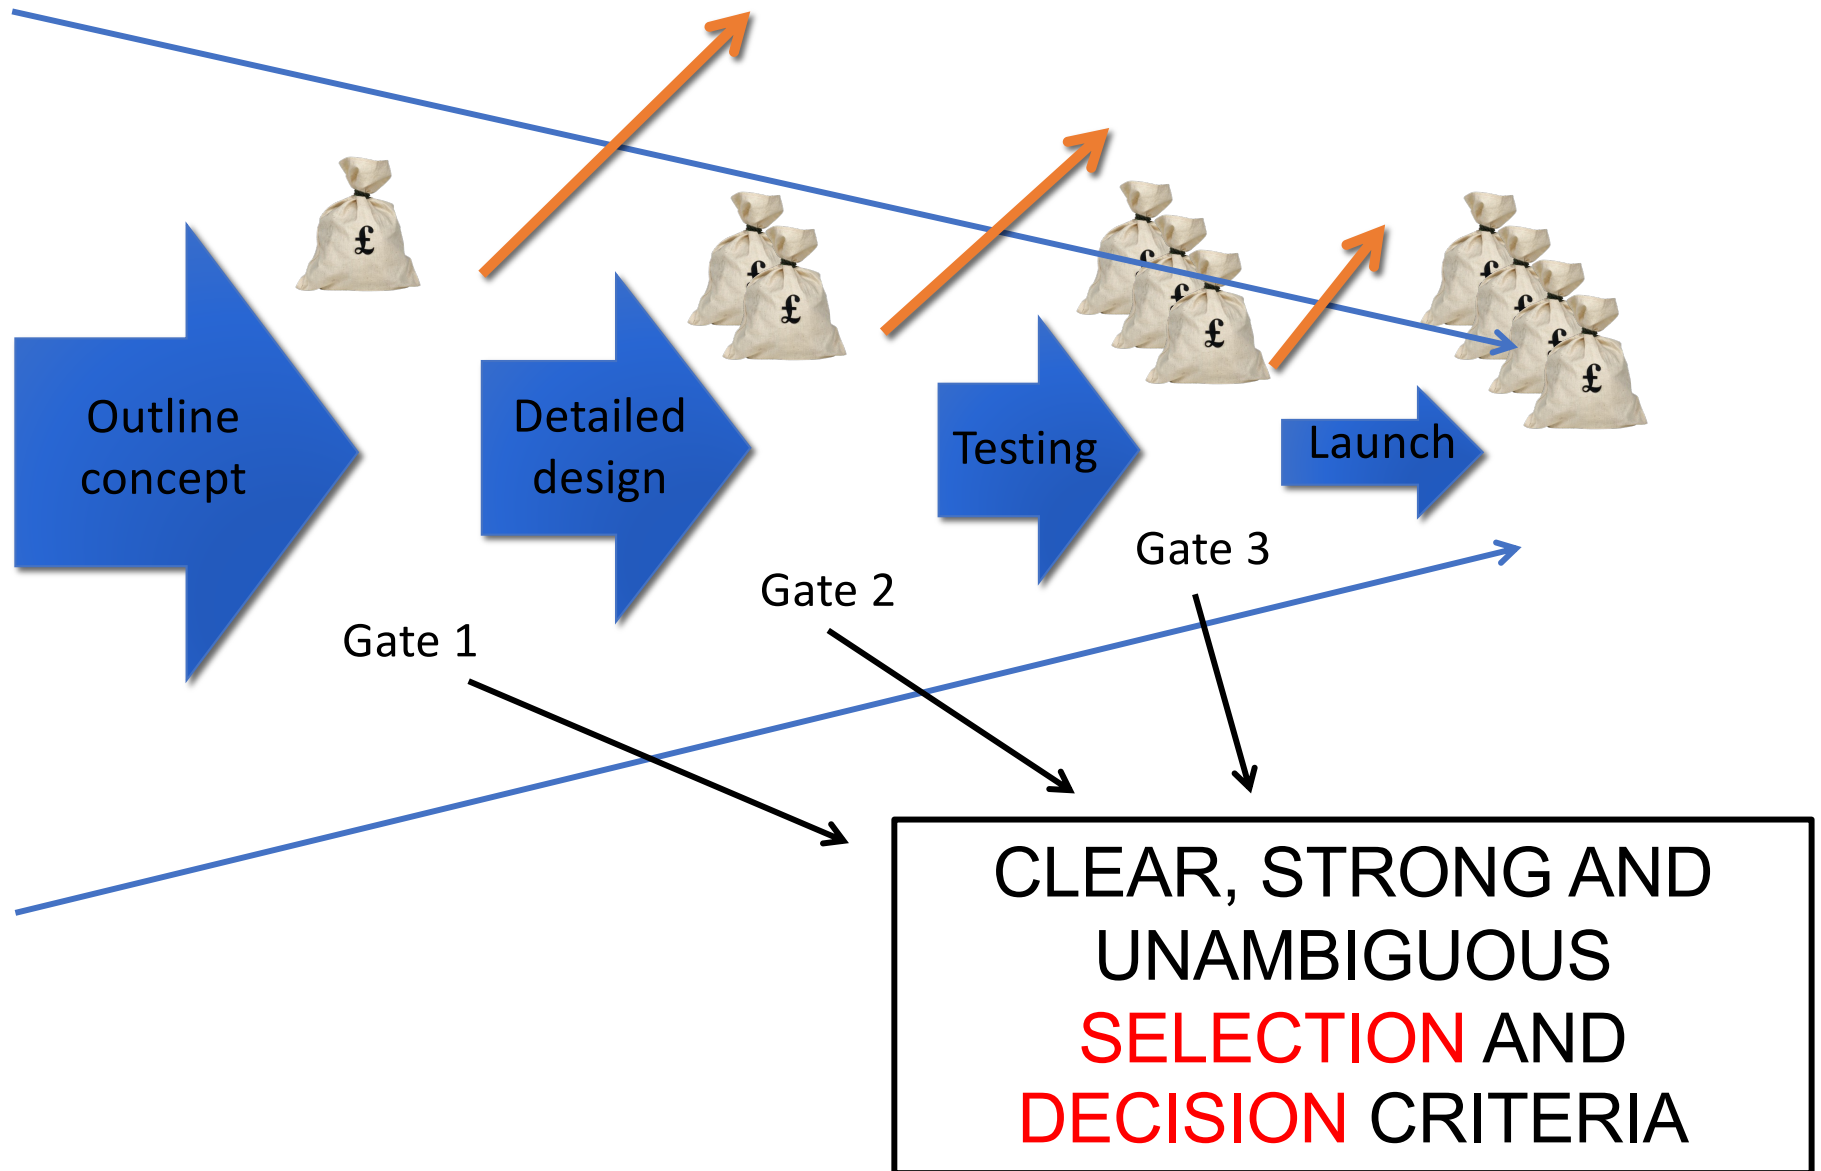 £
£
£
£
£
£
£
£
£
£
Outline
concept
Detailed
design
Testing
Launch
Gate 1
Gate 2
Gate 3
CLEAR, STRONG AND
UNAMBIGUOUS
SELECTION AND
DECISION CRITERIA